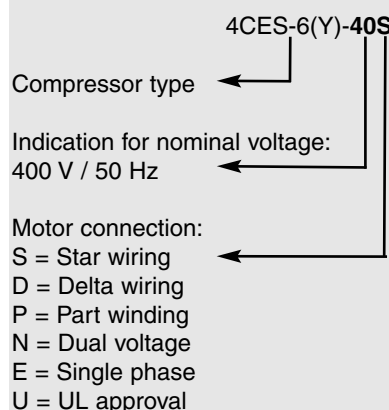 4CES-6(Y)-40S
Compressor type
Indication for nominal voltage:
400 V / 50 Hz
Motor connection:
S = Star wiring
D = Delta wiring
P = Part winding
N = Dual voltage
E = Single phase
U = UL approval